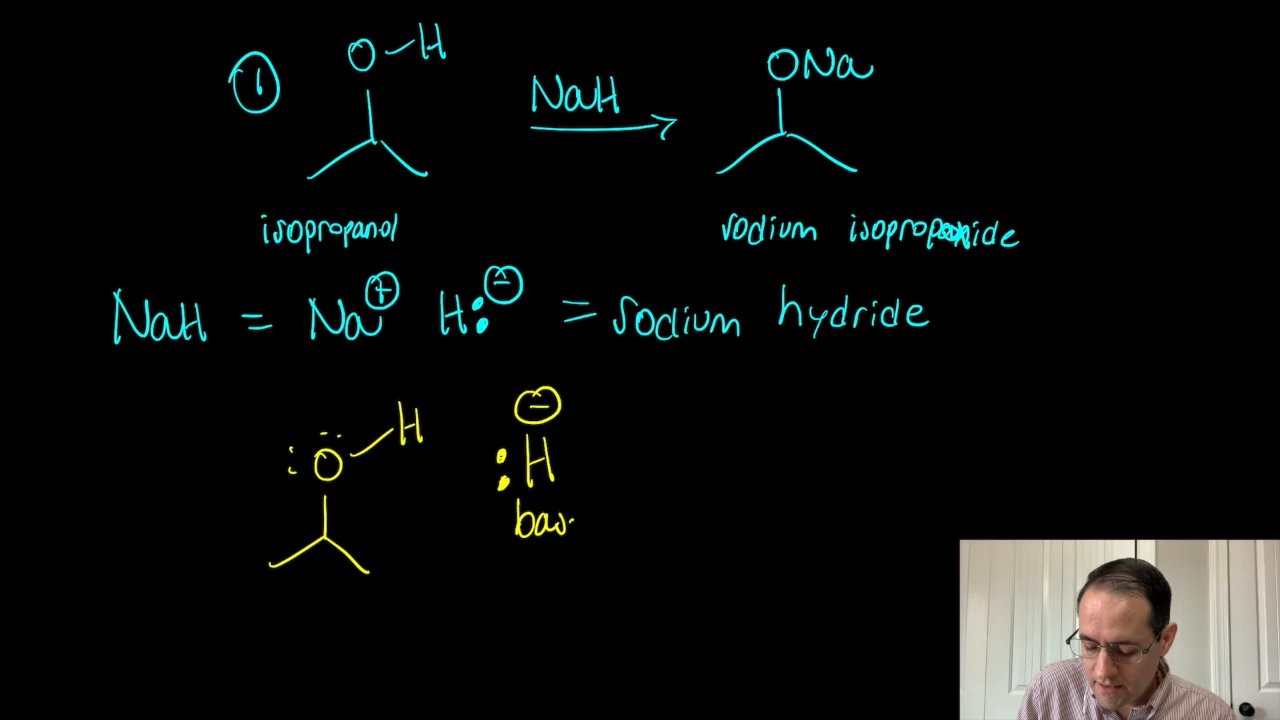 ① O-H NaH ONa
isopropanol sodium isopropoxide
NaH = Na⊕ H:⊖ = sodium hydride
H ⊖
:Ö :H
bas